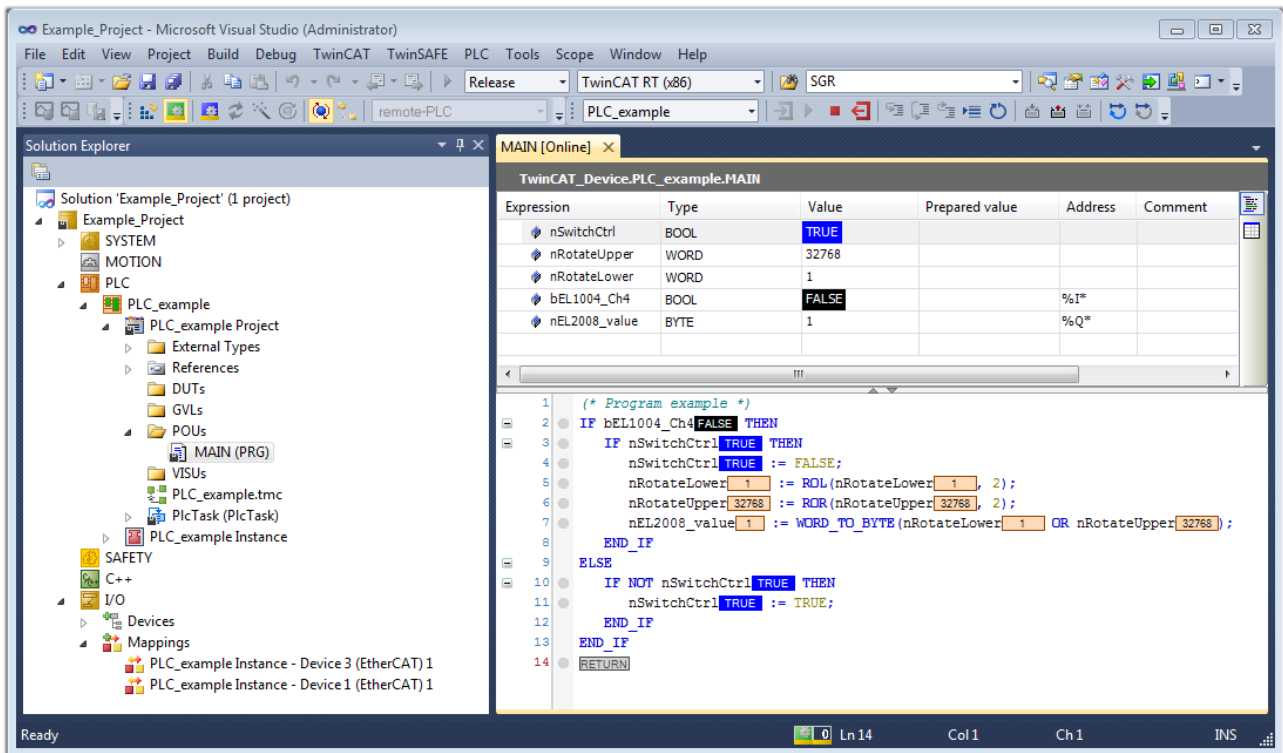 Example_Project - Microsoft Visual Studio (Administrator)
File Edit View Project Build Debug TwinCAT TwinSAFE PLC Tools Scope Window Help
Release TwinCAT RT (x86) SGR
remote-PLC PLC_example
Solution Explorer
Solution 'Example_Project' (1 project)
Example_Project
SYSTEM
MOTION
PLC
PLC_example
PLC_example Project
External Types
References
DUTs
GVLs
POUs
MAIN (PRG)
VISUs
PLC_example.tmc
PlcTask (PlcTask)
PLC_example Instance
SAFETY
C++
I/O
Devices
Mappings
PLC_example Instance - Device 3 (EtherCAT) 1
PLC_example Instance - Device 1 (EtherCAT) 1
MAIN [Online]
TwinCAT_Device.PLC_example.MAIN
Expression Type Value Prepared value Address Comment
nSwitchCtrl BOOL TRUE
nRotateUpper WORD 32768
nRotateLower WORD 1
bEL1004_Ch4 BOOL FALSE %I*
nEL2008_value BYTE 1 %Q*
1 (* Program example *)
2 IF bEL1004_Ch4 FALSE THEN
3 IF nSwitchCtrl TRUE THEN
4 nSwitchCtrl TRUE := FALSE;
5 nRotateLower 1 := ROL(nRotateLower 1 , 2);
6 nRotateUpper 32768 := ROR(nRotateUpper 32768 , 2);
7 nEL2008_value 1 := WORD_TO_BYTE(nRotateLower 1 OR nRotateUpper 32768 );
8 END_IF
9 ELSE
10 IF NOT nSwitchCtrl TRUE THEN
11 nSwitchCtrl TRUE := TRUE;
12 END_IF
13 END_IF
14 RETURN
Ready 0 Ln 14 Col 1 Ch 1 INS